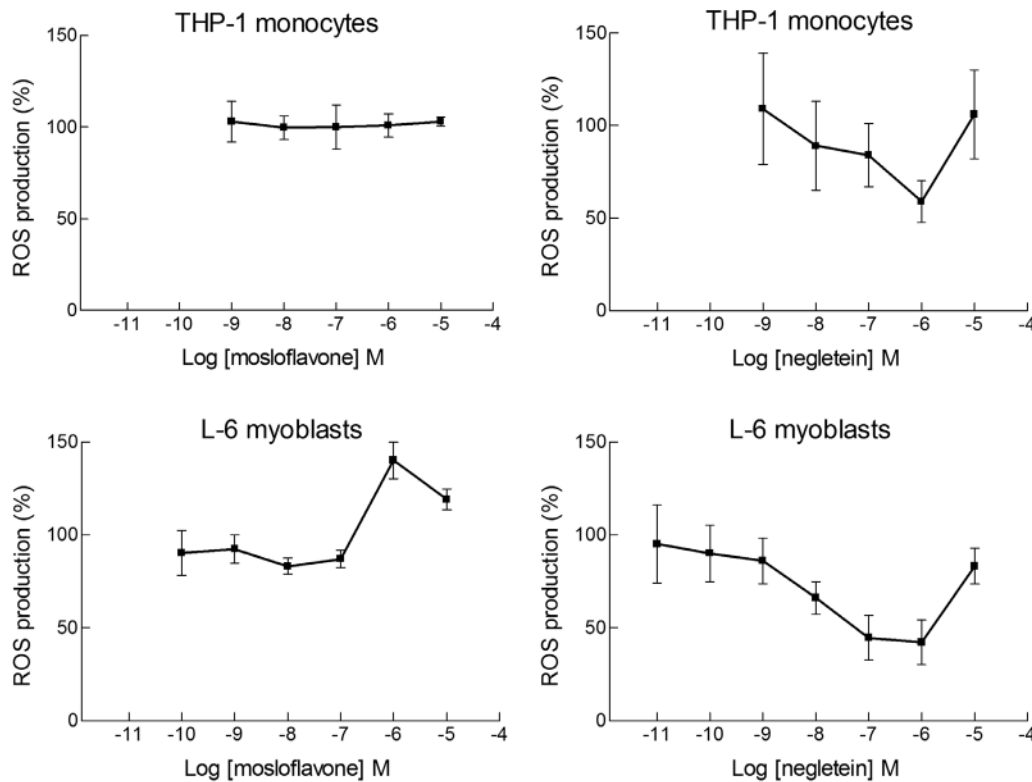 THP-1 monocytes
150
100
50
0
ROS production (%)
-11 -10 -9 -8 -7 -6 -5 -4
Log [mosloflavone] M
THP-1 monocytes
150
100
50
0
ROS production (%)
-11 -10 -9 -8 -7 -6 -5 -4
Log [negletein] M
L-6 myoblasts
150
100
50
0
ROS production (%)
-11 -10 -9 -8 -7 -6 -5 -4
Log [mosloflavone] M
L-6 myoblasts
150
100
50
0
ROS production (%)
-11 -10 -9 -8 -7 -6 -5 -4
Log [negletein] M